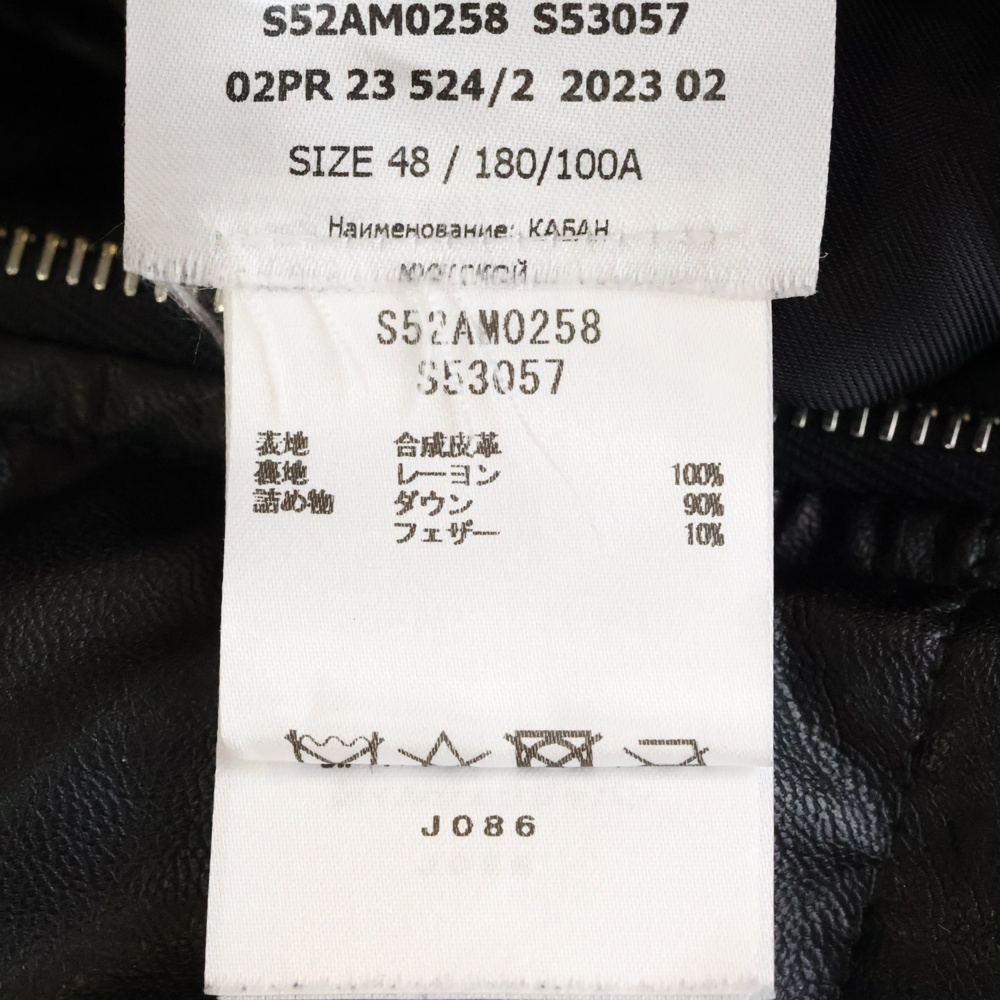 S52AM0258 S53057
02PR 23 524/2 2023 02
SIZE 48 / 180/100A
Наименование: КАБАН
МУЖСКОЙ
S52AM0258
S53057
表地 合成皮革
裏地 レーヨン 100%
詰め物 ダウン 90%
フェザー 10%
J086